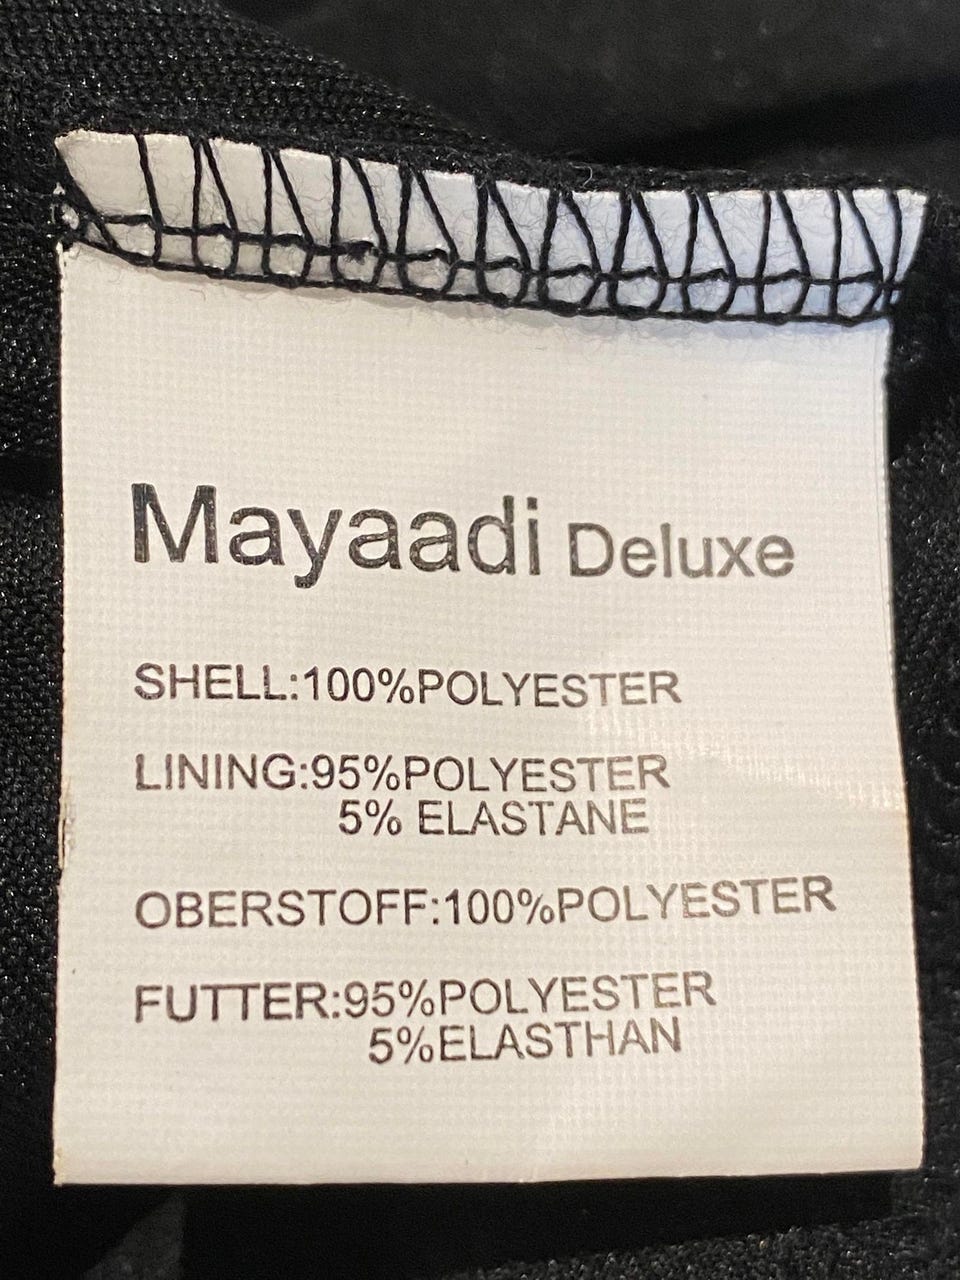 Mayaadi Deluxe
SHELL:100%POLYESTER
LINING:95%POLYESTER
5% ELASTANE
OBERSTOFF:100%POLYESTER
FUTTER:95%POLYESTER
5%ELASTHAN